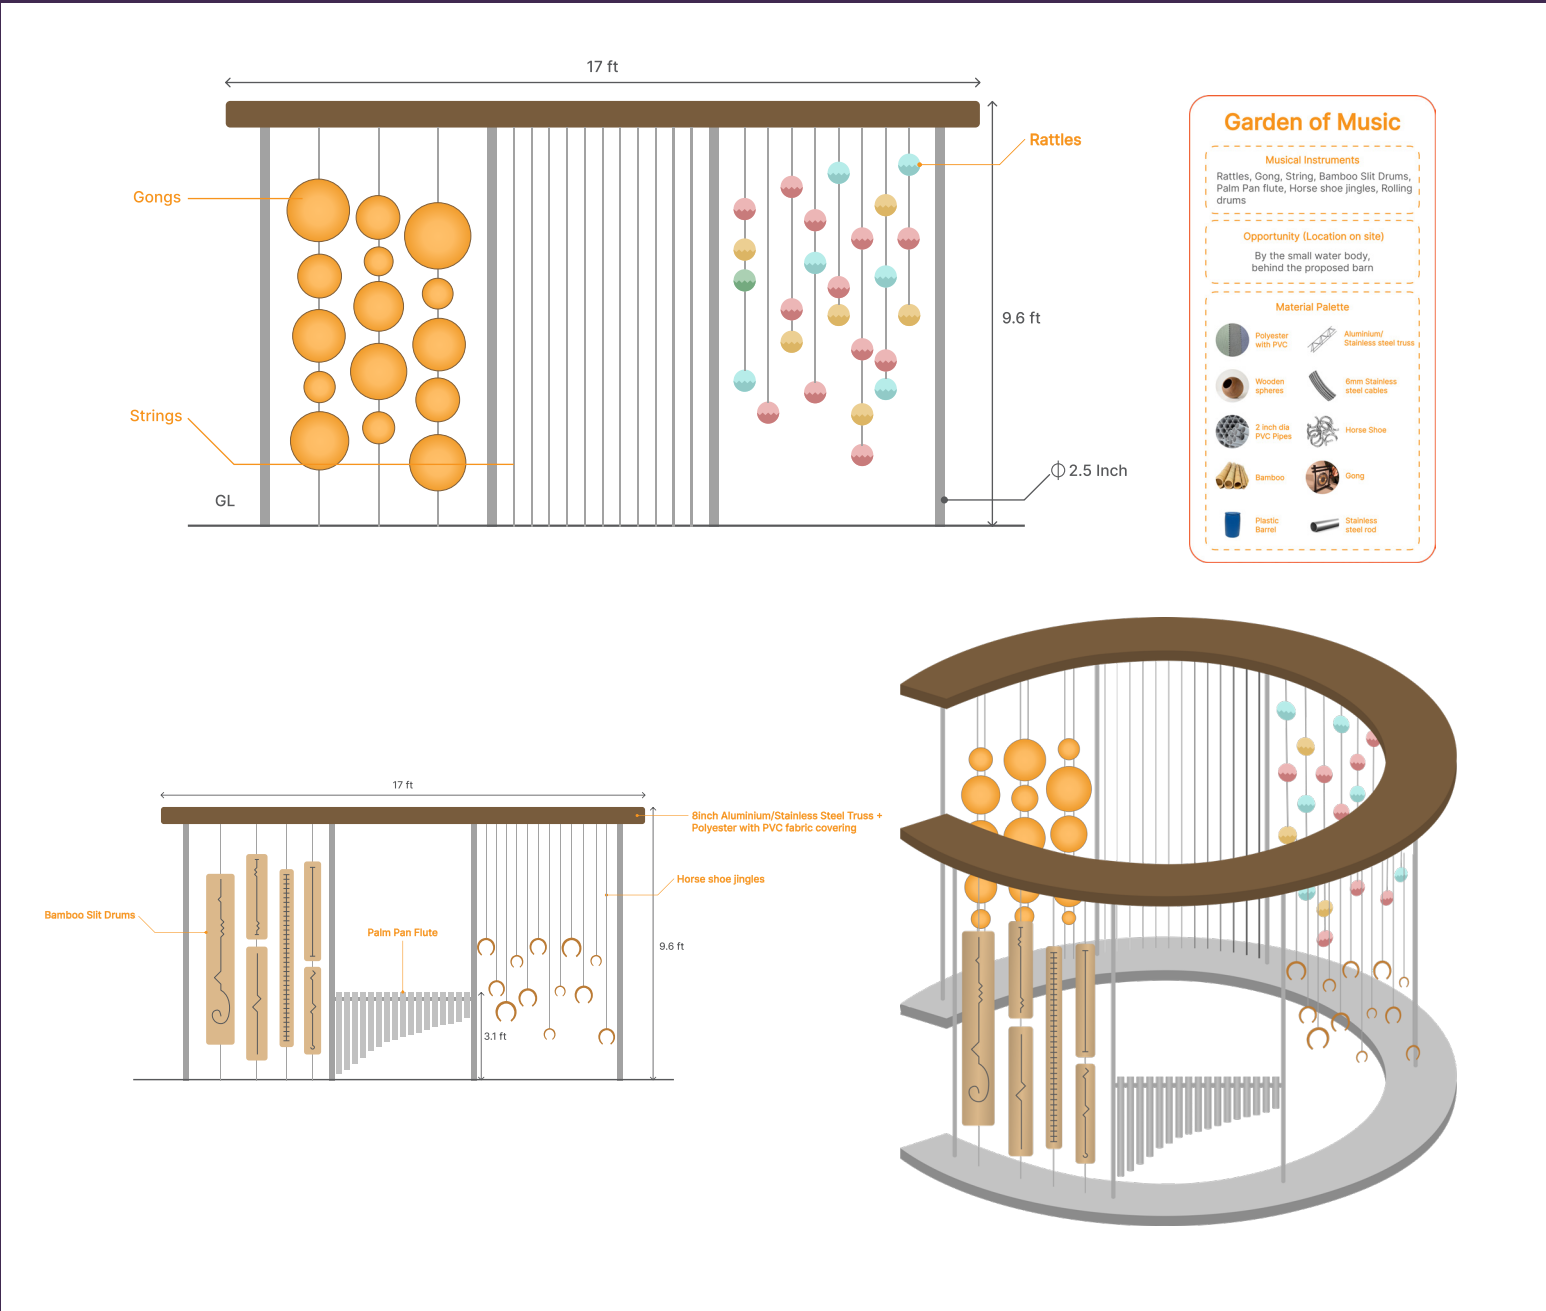 17 ft
Rattles
Gongs
9.6 ft
Strings
2.5 Inch
GL
Garden of Music
Musical Instruments
Rattles, Gong, String, Bamboo Slit Drums,
Palm Pan flute, Horse shoe jingles, Rolling
drums
Opportunity (Location on site)
By the small water body,
behind the proposed barn
Material Palette
Polyester
with PVC
Aluminium/
Stainless steel truss
Wooden
spheres
6mm Stainless
steel cables
2 inch dia
PVC Pipes
Horse Shoe
Bamboo
Gong
Plastic
Barrel
Stainless
steel rod
17 ft
8inch Aluminium/Stainless Steel Truss +
Polyester with PVC fabric covering
Horse shoe jingles
Bamboo Slit Drums
Palm Pan Flute
9.6 ft
3.1 ft